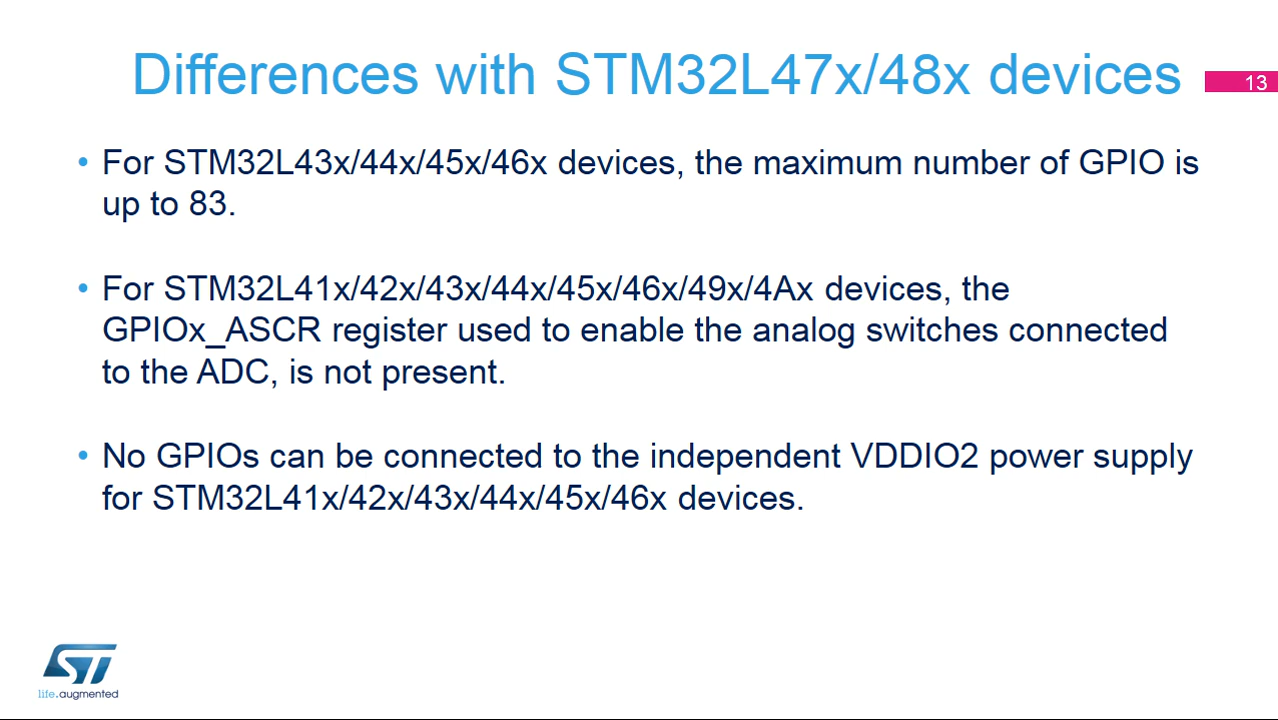 Differences with STM32L47x/48x devices
13
• For STM32L43x/44x/45x/46x devices, the maximum number of GPIO is
up to 83.
• For STM32L41x/42x/43x/44x/45x/46x/49x/4Ax devices, the
GPIOx_ASCR register used to enable the analog switches connected
to the ADC, is not present.
• No GPIOs can be connected to the independent VDDIO2 power supply
for STM32L41x/42x/43x/44x/45x/46x devices.
ST
life.augmented